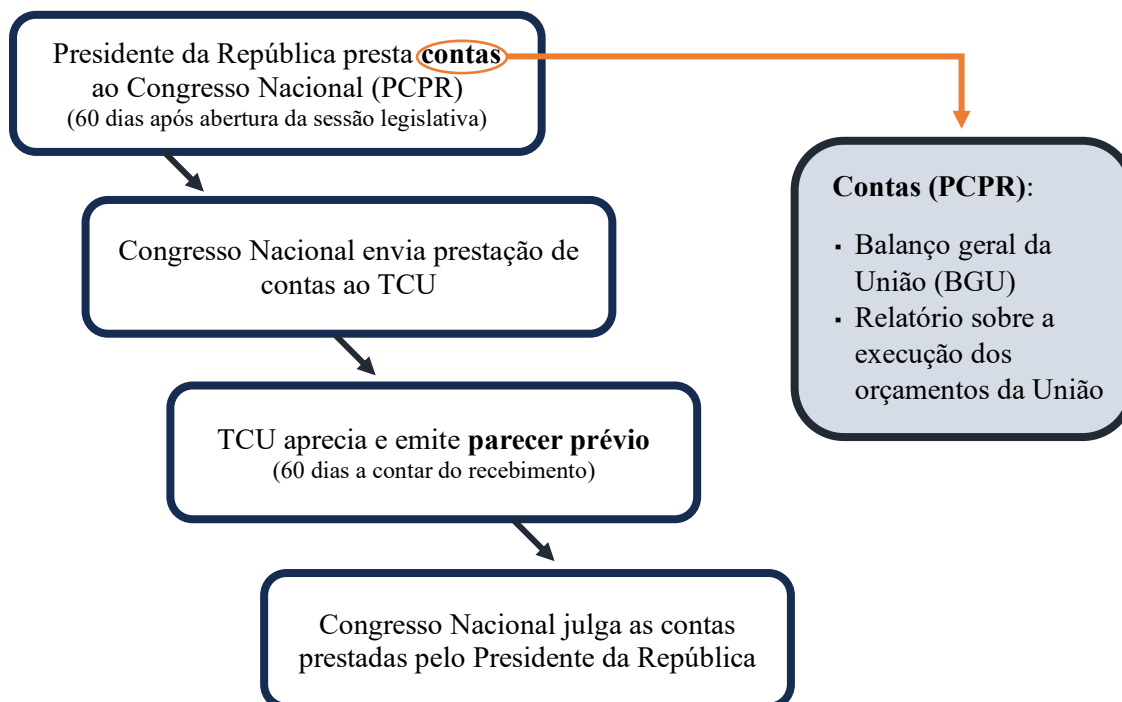 Presidente da República presta contas
ao Congresso Nacional (PCPR)
(60 dias após abertura da sessão legislativa)
Congresso Nacional envia prestação de
contas ao TCU
TCU aprecia e emite parecer prévio
(60 dias a contar do recebimento)
Congresso Nacional julga as contas
prestadas pelo Presidente da República
Contas (PCPR):
▪ Balanço geral da
União (BGU)
▪ Relatório sobre a
execução dos
orçamentos da União